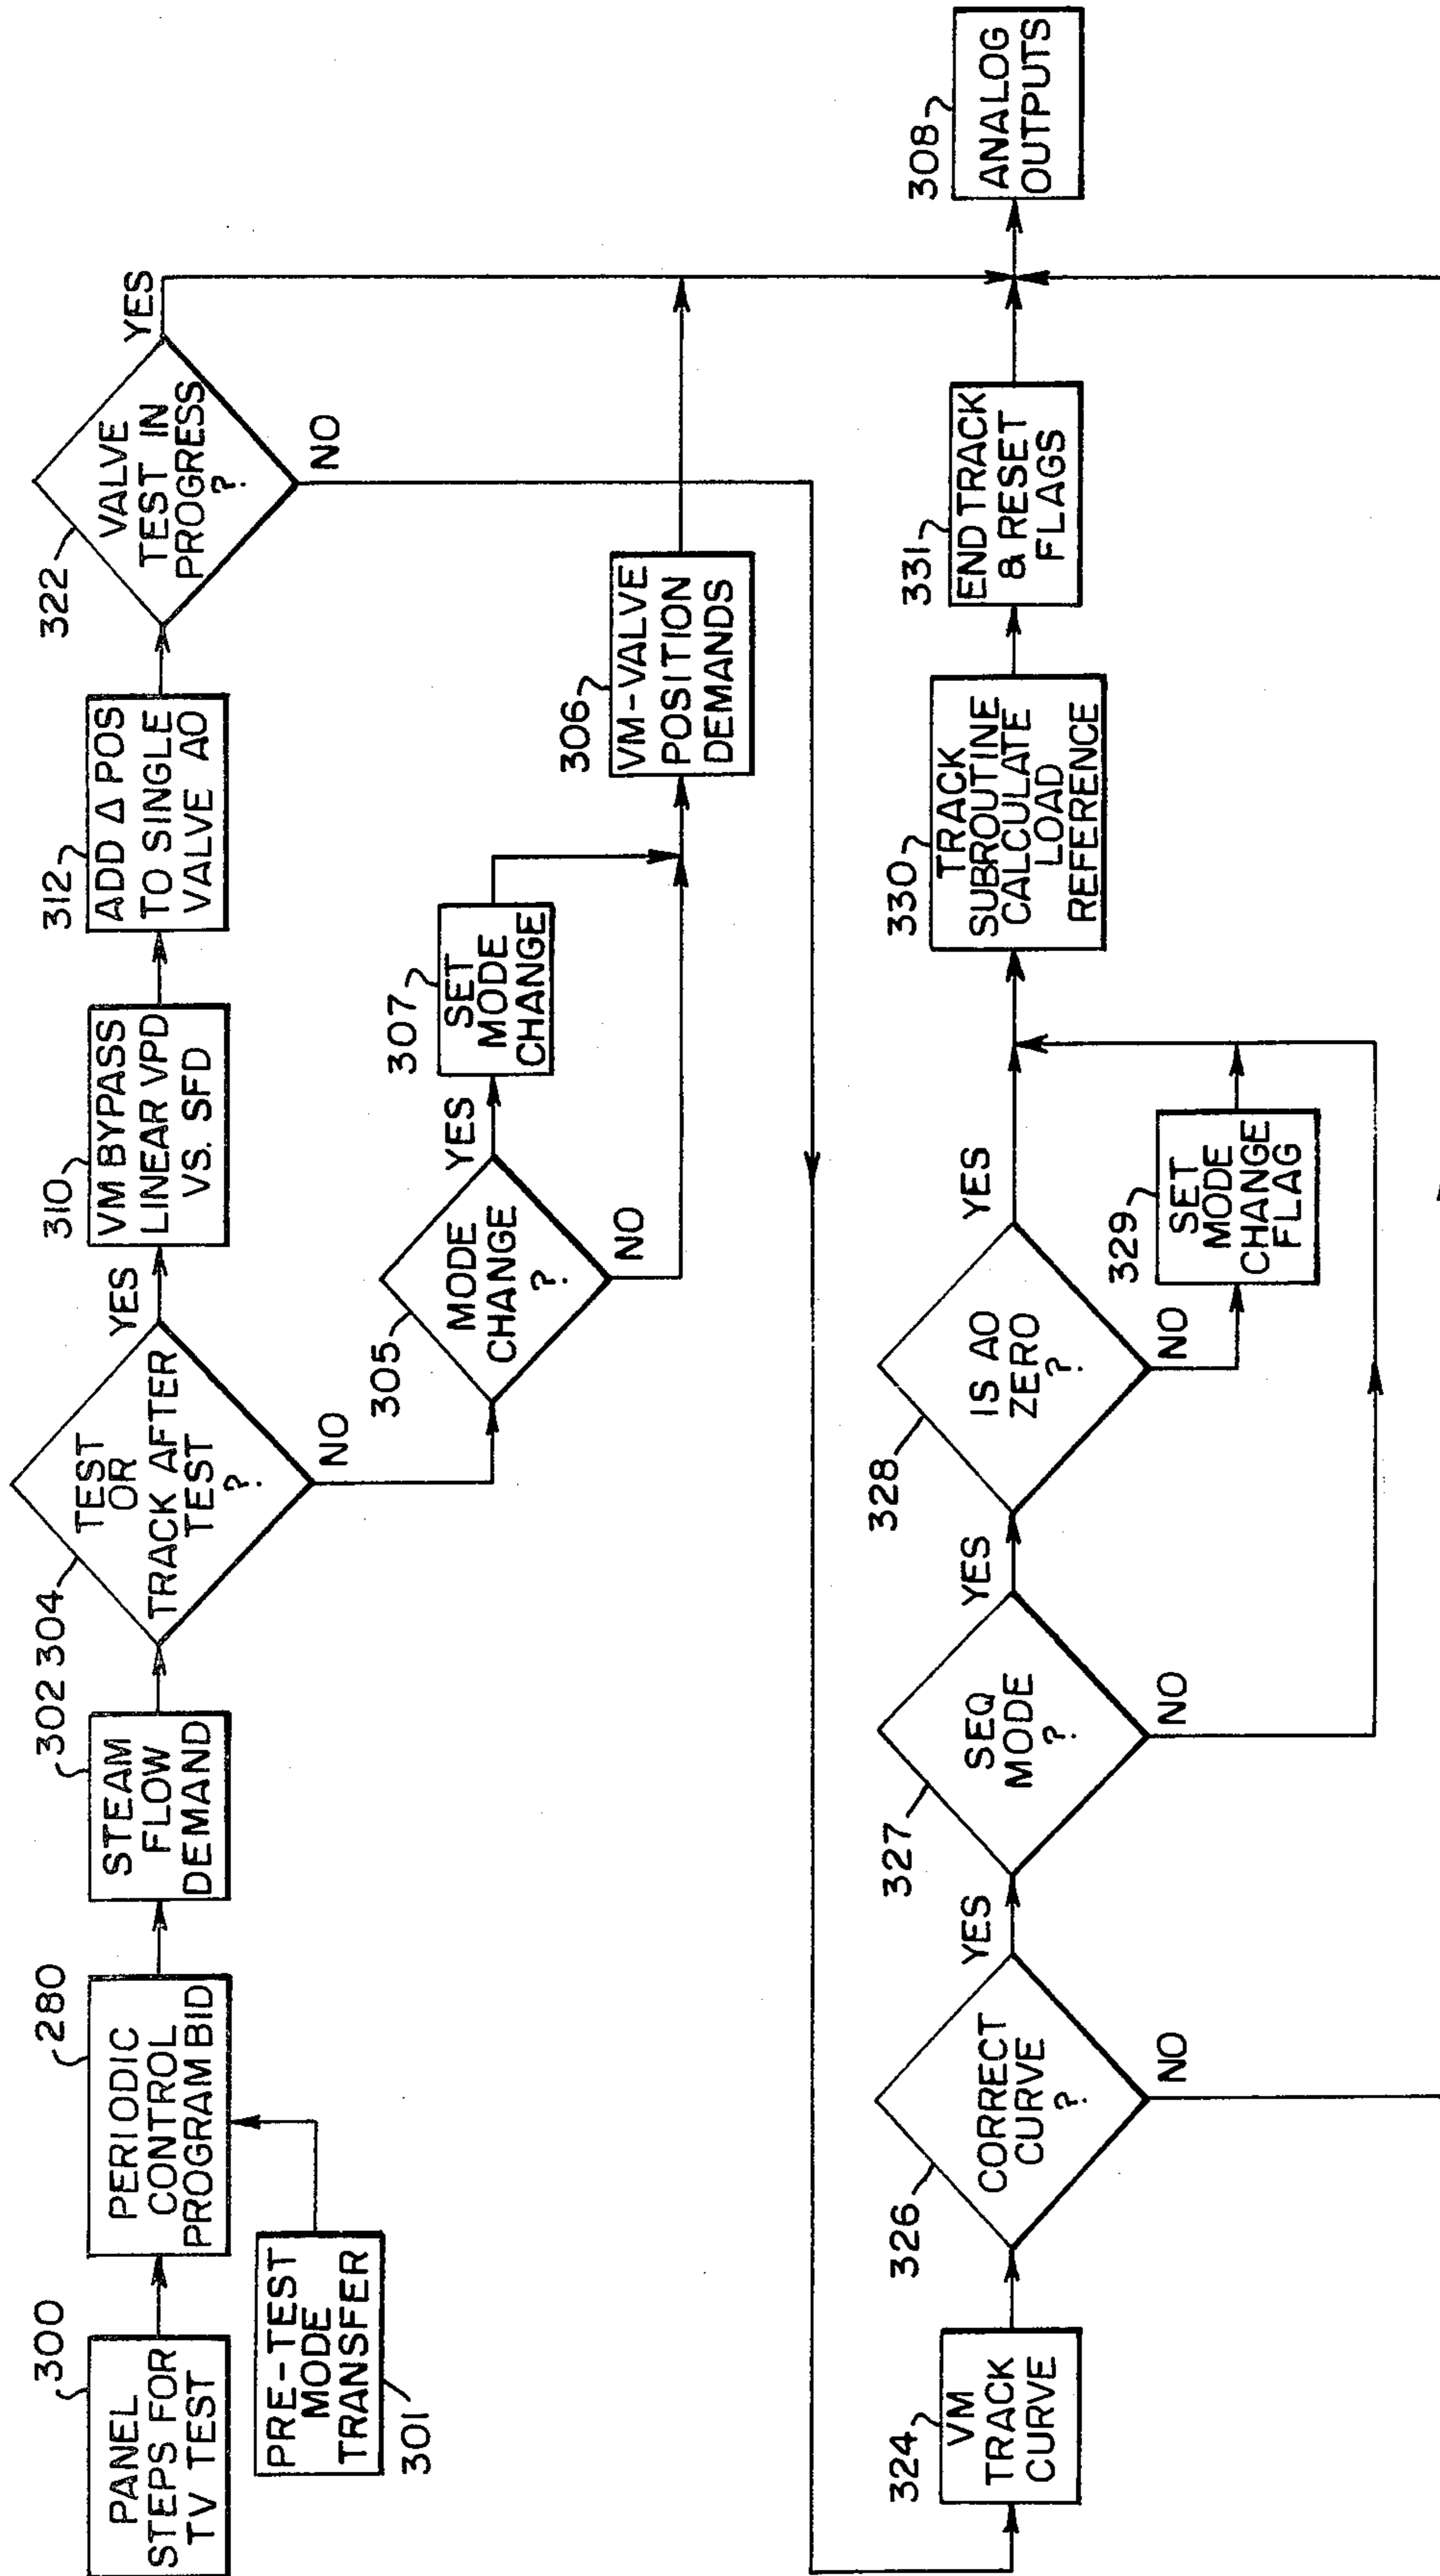 300
PANEL
STEPS FOR
TV TEST
PRE-TEST
MODE
TRANSFER
301
280
PERIODIC
CONTROL
PROGRAM BID
302
STEAM
FLOW
DEMAND
304
TEST
OR
TRACK AFTER
TEST
?
YES
NO
310
VM BYPASS
LINEAR VPD
VS. SFD
312
ADD Δ POS
TO SINGLE
VALVE AO
322
VALVE
TEST IN
PROGRESS
?
YES
NO
305
MODE
CHANGE
?
YES
NO
307
SET
MODE
CHANGE
306
VM-VALVE
POSITION
DEMANDS
324
VM
TRACK
CURVE
326
CORRECT
CURVE
?
YES
NO
327
SEQ
MODE
?
YES
NO
328
IS AO
ZERO
?
YES
NO
329
SET
MODE
CHANGE
FLAG
330
TRACK
SUBROUTINE
CALCULATE
LOAD
REFERENCE
331
END TRACK
& RESET
FLAGS
308
ANALOG
OUTPUTS